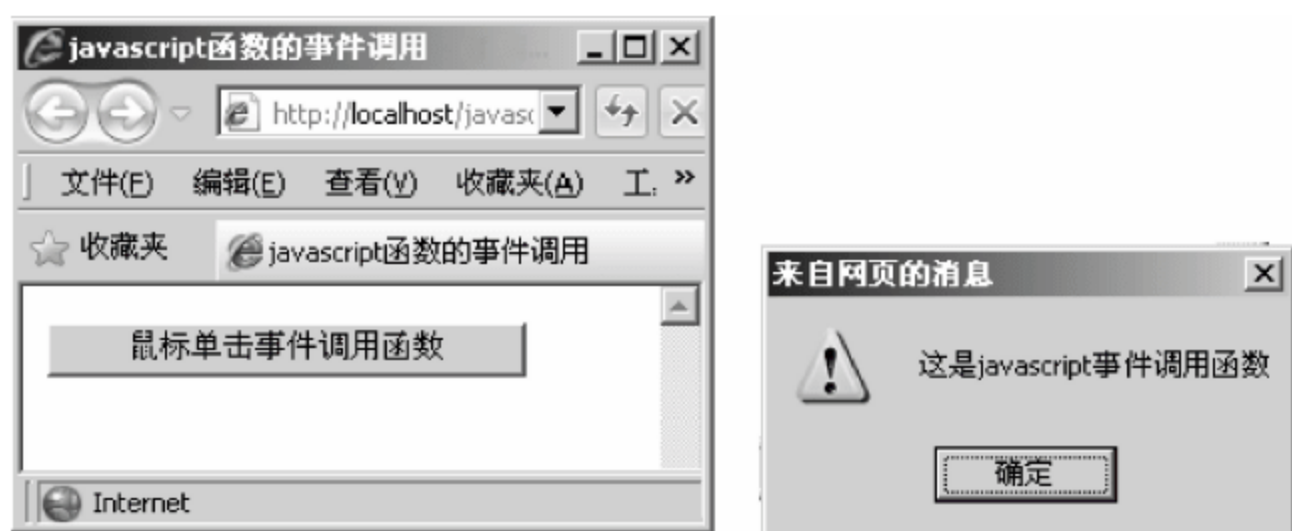 javascript函数的事件调用
http://localhost/javasc
文件(F) 编辑(E) 查看(V) 收藏夹(A) 工.
收藏夹 javascript函数的事件调用
鼠标单击事件调用函数
Internet
来自网页的消息
这是javascript事件调用函数
确定